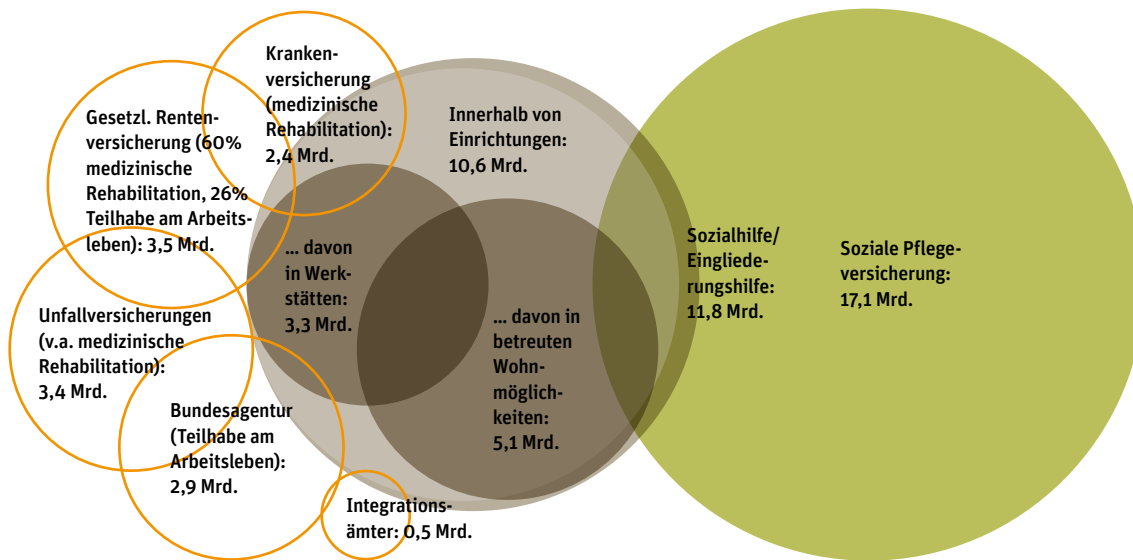 Kranken-
versicherung
(medizinische
Rehabilitation):
2,4 Mrd.
Gesetzl. Renten-
versicherung (60%
medizinische
Rehabilitation, 26%
Teilhabe am Arbeits-
leben): 3,5 Mrd.
Innerhalb von
Einrichtungen:
10,6 Mrd.
... davon
in Werk-
stätten:
3,3 Mrd.
Sozialhilfe/
Eingliede-
rungshilfe:
11,8 Mrd.
Soziale Pflege-
versicherung:
17,1 Mrd.
Unfallversicherungen
(v.a. medizinische
Rehabilitation):
3,4 Mrd.
... davon in
betreuten
Wohn-
möglich-
keiten:
5,1 Mrd.
Bundesagentur
(Teilhabe am
Arbeitsleben):
2,9 Mrd.
Integrations-
ämter: 0,5 Mrd.